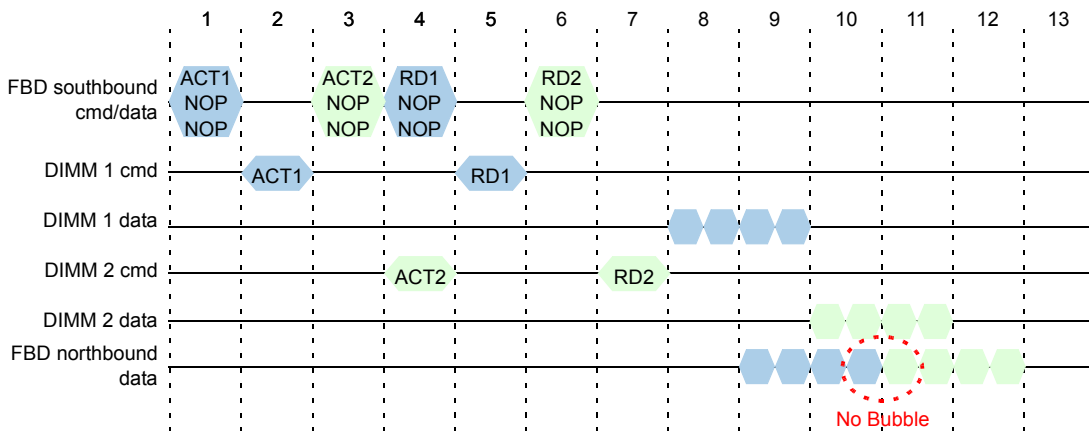 1 2 3 4 5 6 7 8 9 10 11 12 13
FBD southbound
cmd/data
ACT1
NOP
NOP
ACT2
NOP
NOP
RD1
NOP
NOP
RD2
NOP
NOP
DIMM 1 cmd
ACT1
RD1
DIMM 1 data
DIMM 2 cmd
ACT2
RD2
DIMM 2 data
FBD northbound
data
No Bubble